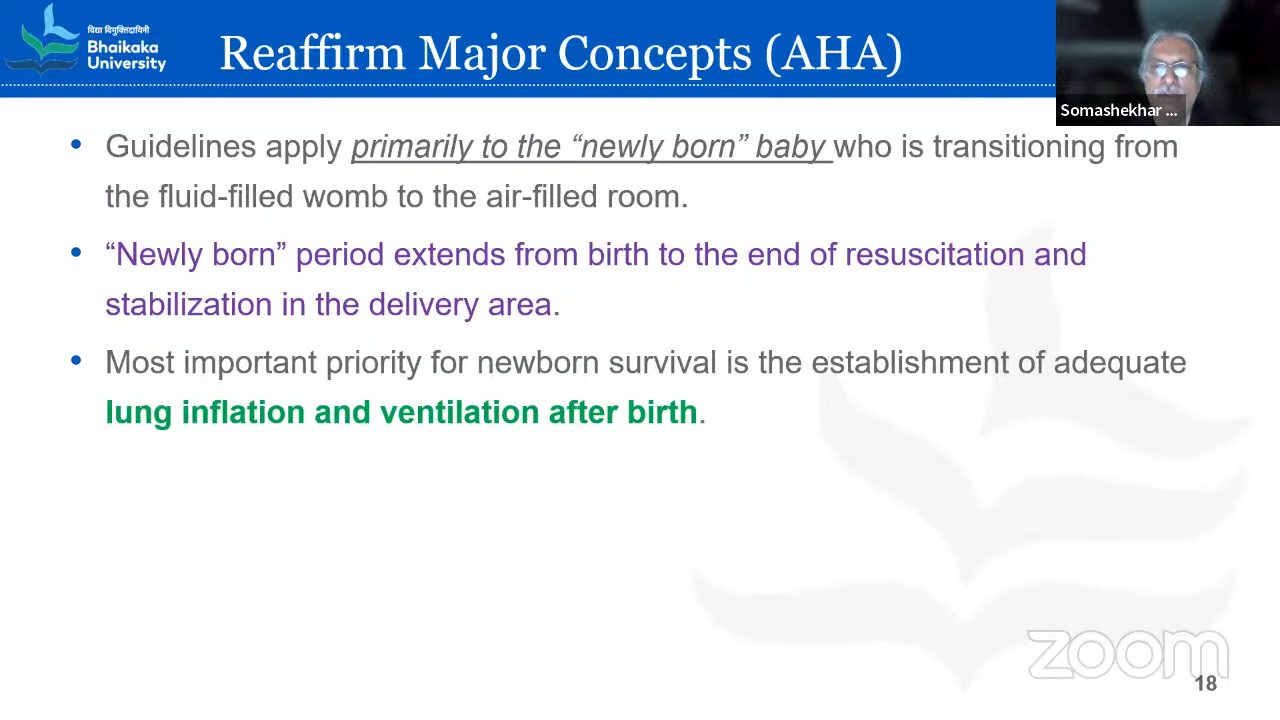 विद्या विमुक्तिदायिनी
Bhaikaka
University
Reaffirm Major Concepts (AHA)
Somashekhar ...
• Guidelines apply primarily to the “newly born” baby who is transitioning from
the fluid-filled womb to the air-filled room.
• “Newly born” period extends from birth to the end of resuscitation and
stabilization in the delivery area.
• Most important priority for newborn survival is the establishment of adequate
lung inflation and ventilation after birth.
zoom
18